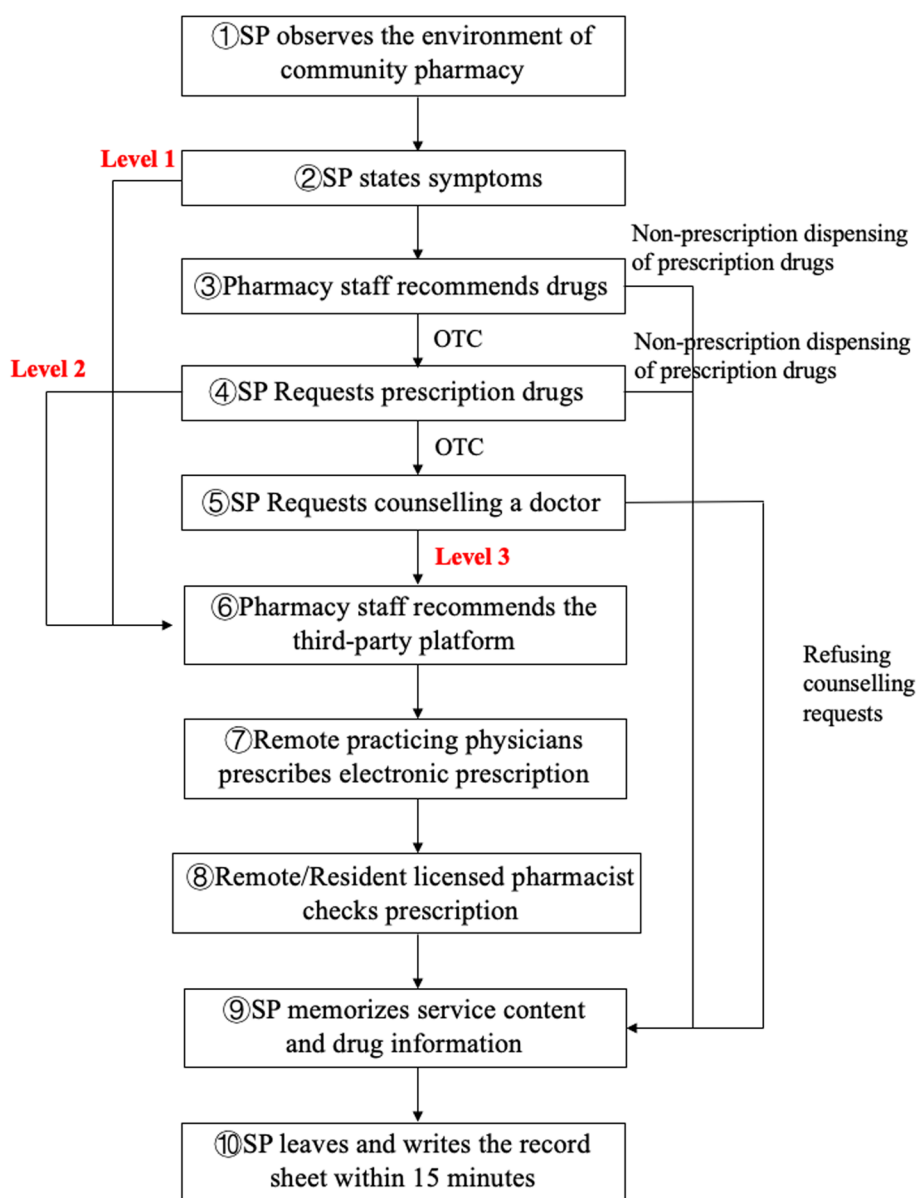 ①SP observes the environment of
community pharmacy
Level 1
②SP states symptoms
Non-prescription dispensing
of prescription drugs
③Pharmacy staff recommends drugs
OTC
Non-prescription dispensing
of prescription drugs
Level 2
④SP Requests prescription drugs
OTC
⑤SP Requests counselling a doctor
Level 3
⑥Pharmacy staff recommends the
third-party platform
Refusing
counselling
requests
⑦Remote practicing physicians
prescribes electronic prescription
⑧Remote/Resident licensed pharmacist
checks prescription
⑨SP memorizes service content
and drug information
⑩SP leaves and writes the record
sheet within 15 minutes